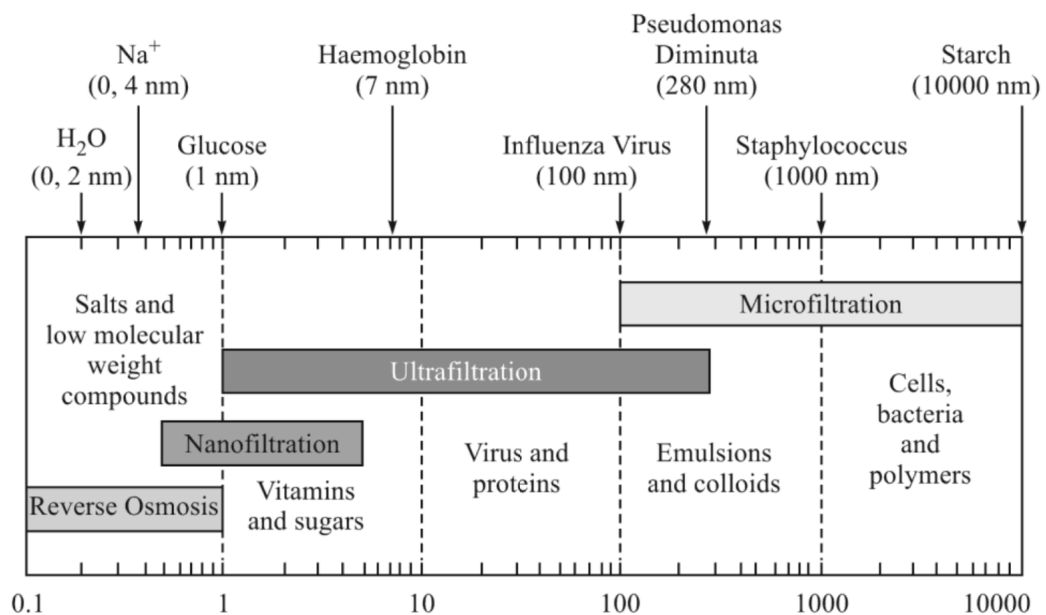 Na⁺
(0, 4 nm)
H₂O
(0, 2 nm)
Glucose
(1 nm)
Haemoglobin
(7 nm)
Influenza Virus
(100 nm)
Pseudomonas
Diminuta
(280 nm)
Staphylococcus
(1000 nm)
Starch
(10000 nm)
Salts and
low molecular
weight
compounds
Microfiltration
Ultrafiltration
Nanofiltration
Reverse Osmosis
Vitamins
and sugars
Virus and
proteins
Emulsions
and colloids
Cells,
bacteria
and
polymers
0.1 1 10 100 1000 10000